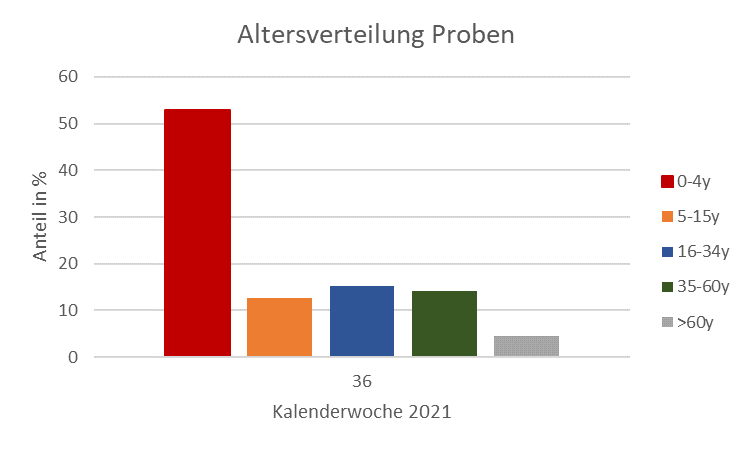 Altersverteilung Proben
60
50
40
30
20
10
0
Anteil in %
36
Kalenderwoche 2021
0-4y
5-15y
16-34y
35-60y
>60y